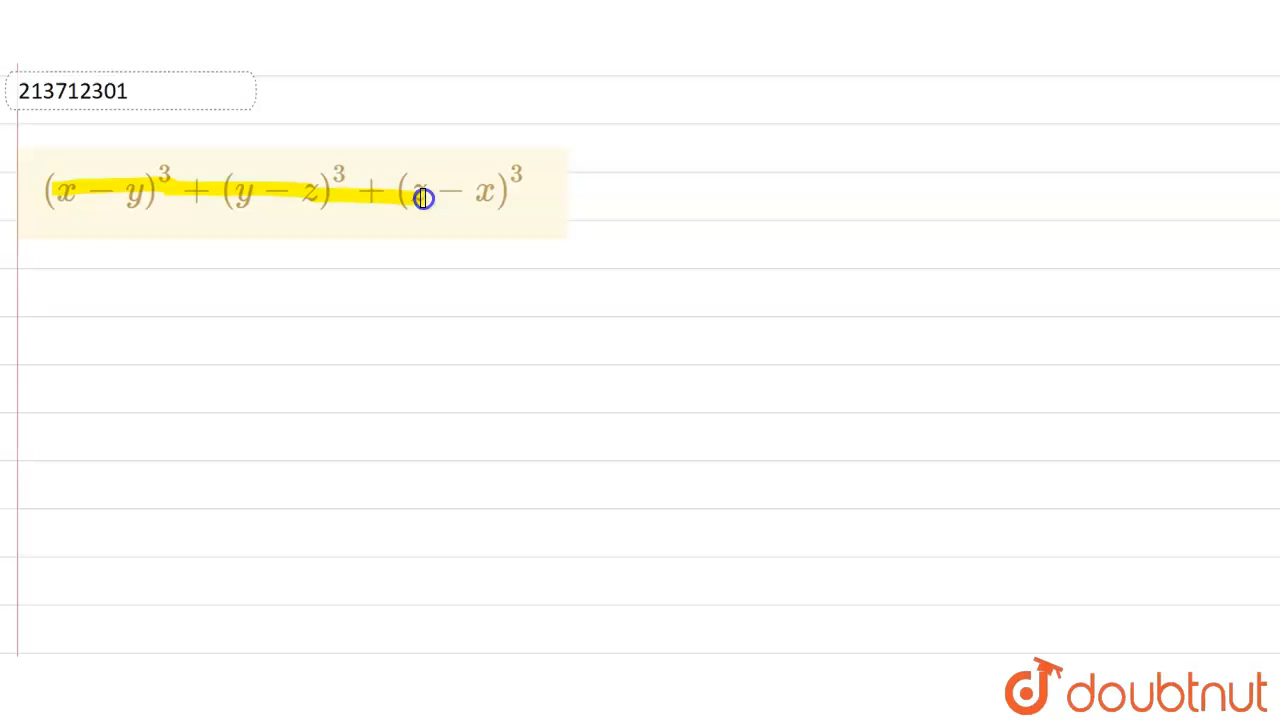 213712301
(x − y)³ + (y − z)³ + (z − x)³
doubtnut